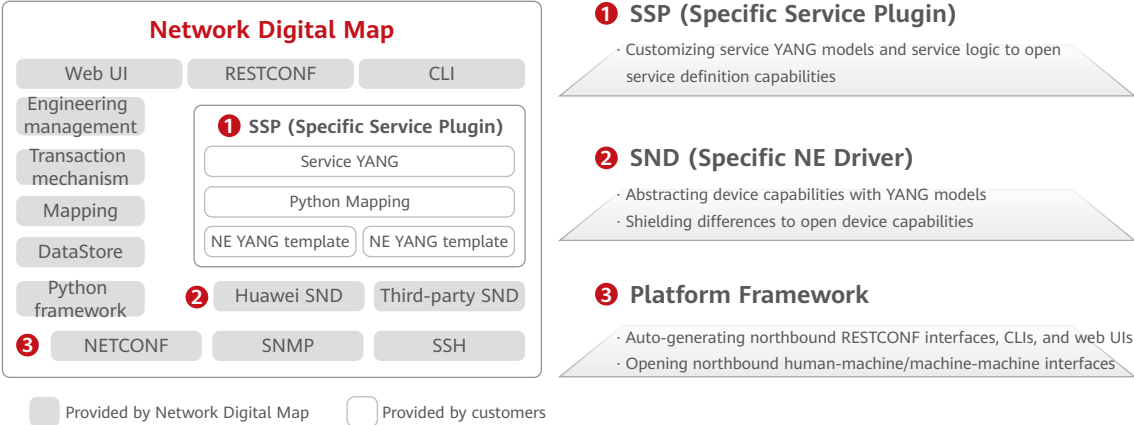 Network Digital Map
Web UI
RESTCONF
CLI
Engineering
management
Transaction
mechanism
Mapping
DataStore
Python
framework
1 SSP (Specific Service Plugin)
Service YANG
Python Mapping
NE YANG template
NE YANG template
2
Huawei SND
Third-party SND
3
NETCONF
SNMP
SSH
Provided by Network Digital Map
Provided by customers
1 SSP (Specific Service Plugin)
· Customizing service YANG models and service logic to open
service definition capabilities
2 SND (Specific NE Driver)
· Abstracting device capabilities with YANG models
· Shielding differences to open device capabilities
3 Platform Framework
· Auto-generating northbound RESTCONF interfaces, CLIs, and web UIs
· Opening northbound human-machine/machine-machine interfaces